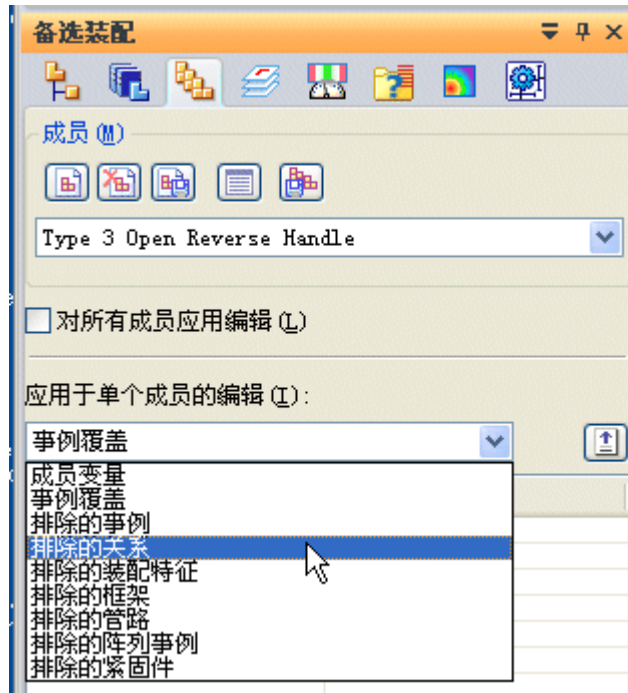 备选装配
成员(M)
Type 3 Open Reverse Handle
对所有成员应用编辑(L)
应用于单个成员的编辑(I):
事例覆盖
成员变量
事例覆盖
排除的事例
排除的关系
排除的装配特征
排除的框架
排除的管路
排除的阵列事例
排除的紧固件